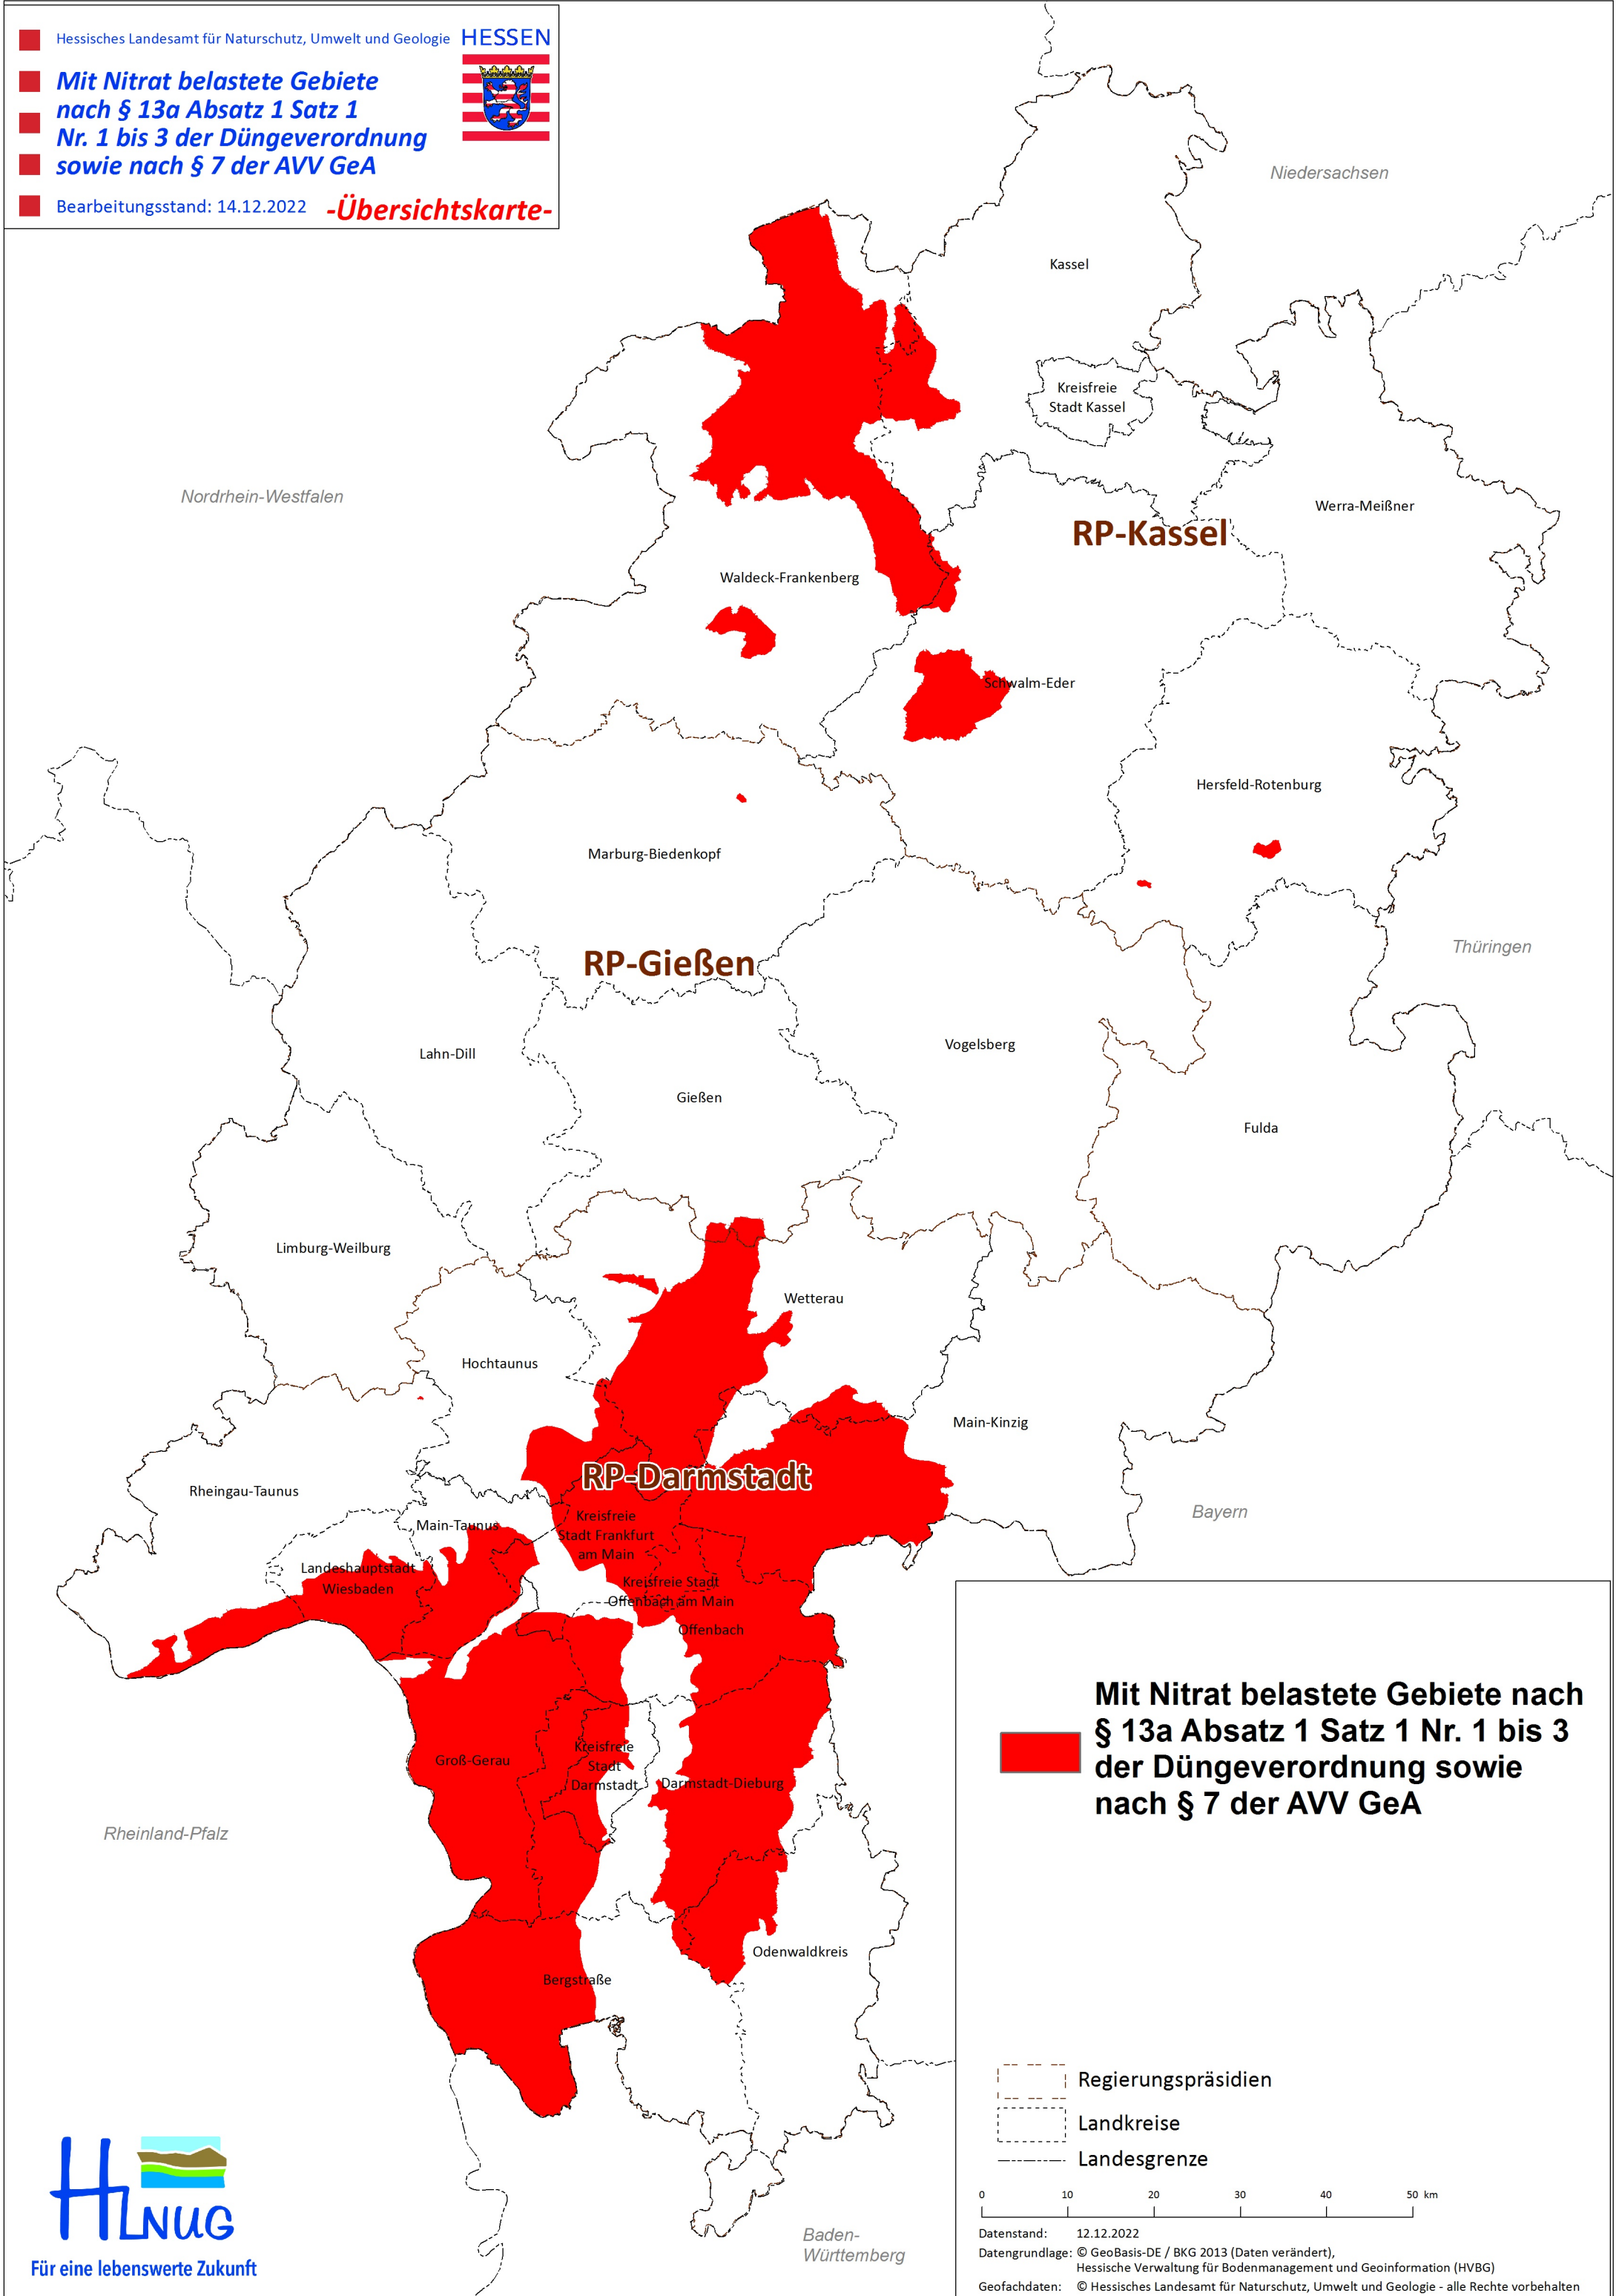 Hessisches Landesamt für Naturschutz, Umwelt und Geologie
HESSEN
Mit Nitrat belastete Gebiete
nach § 13a Absatz 1 Satz 1
Nr. 1 bis 3 der Düngeverordnung
sowie nach § 7 der AVV GeA
Bearbeitungsstand: 14.12.2022
-Übersichtskarte-
Niedersachsen
Kassel
Kreisfreie
Stadt Kassel
Nordrhein-Westfalen
Werra-Meißner
RP-Kassel
Waldeck-Frankenberg
Schwalm-Eder
Hersfeld-Rotenburg
Marburg-Biedenkopf
Thüringen
RP-Gießen
Lahn-Dill
Vogelsberg
Gießen
Fulda
Limburg-Weilburg
Wetterau
Hochtaunus
Main-Kinzig
RP-Darmstadt
Rheingau-Taunus
Bayern
Main-Taunus
Kreisfreie
Stadt Frankfurt
am Main
Landeshauptstadt
Wiesbaden
Kreisfreie Stadt
Offenbach am Main
Offenbach
Groß-Gerau
Kreisfreie
Stadt
Darmstadt
Darmstadt-Dieburg
Rheinland-Pfalz
Odenwaldkreis
Bergstraße
Baden-
Württemberg
Mit Nitrat belastete Gebiete nach
§ 13a Absatz 1 Satz 1 Nr. 1 bis 3
der Düngeverordnung sowie
nach § 7 der AVV GeA
Regierungspräsidien
Landkreise
Landesgrenze
0 10 20 30 40 50 km
Datenstand: 12.12.2022
Datengrundlage: © GeoBasis-DE / BKG 2013 (Daten verändert),
Hessische Verwaltung für Bodenmanagement und Geoinformation (HVBG)
Geofachdaten: © Hessisches Landesamt für Naturschutz, Umwelt und Geologie - alle Rechte vorbehalten
HLNUG
Für eine lebenswerte Zukunft